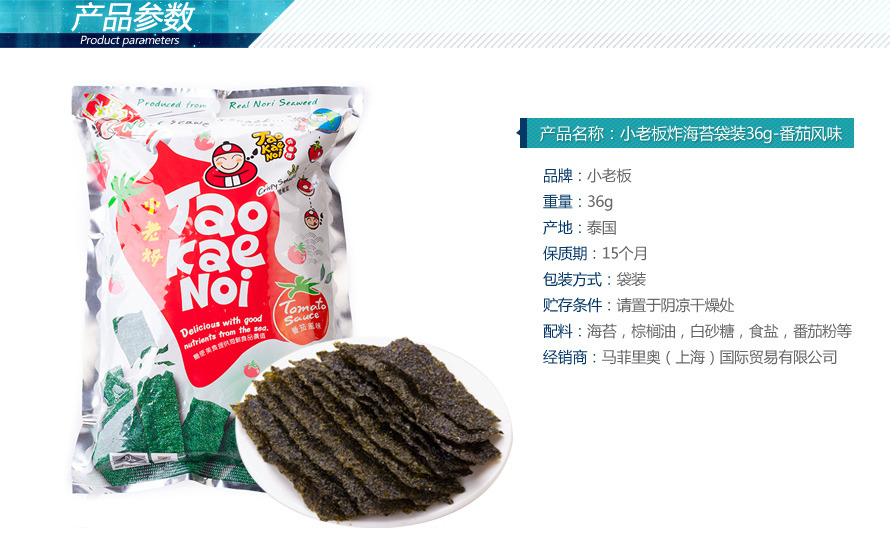 产品参数
Product parameters
Produced from Real Nori Seaweed
Tao
Kae
Noi
小老板
Tao
Kae
Noi
Delicious with good
nutrients from the sea.
Tomato
Sauce
番茄風味
产品名称：小老板炸海苔袋装36g-番茄风味
品牌：小老板
重量：36g
产地：泰国
保质期：15个月
包装方式：袋装
贮存条件：请置于阴凉干燥处
配料：海苔，棕榈油，白砂糖，食盐，番茄粉等
经销商：马菲里奥（上海）国际贸易有限公司